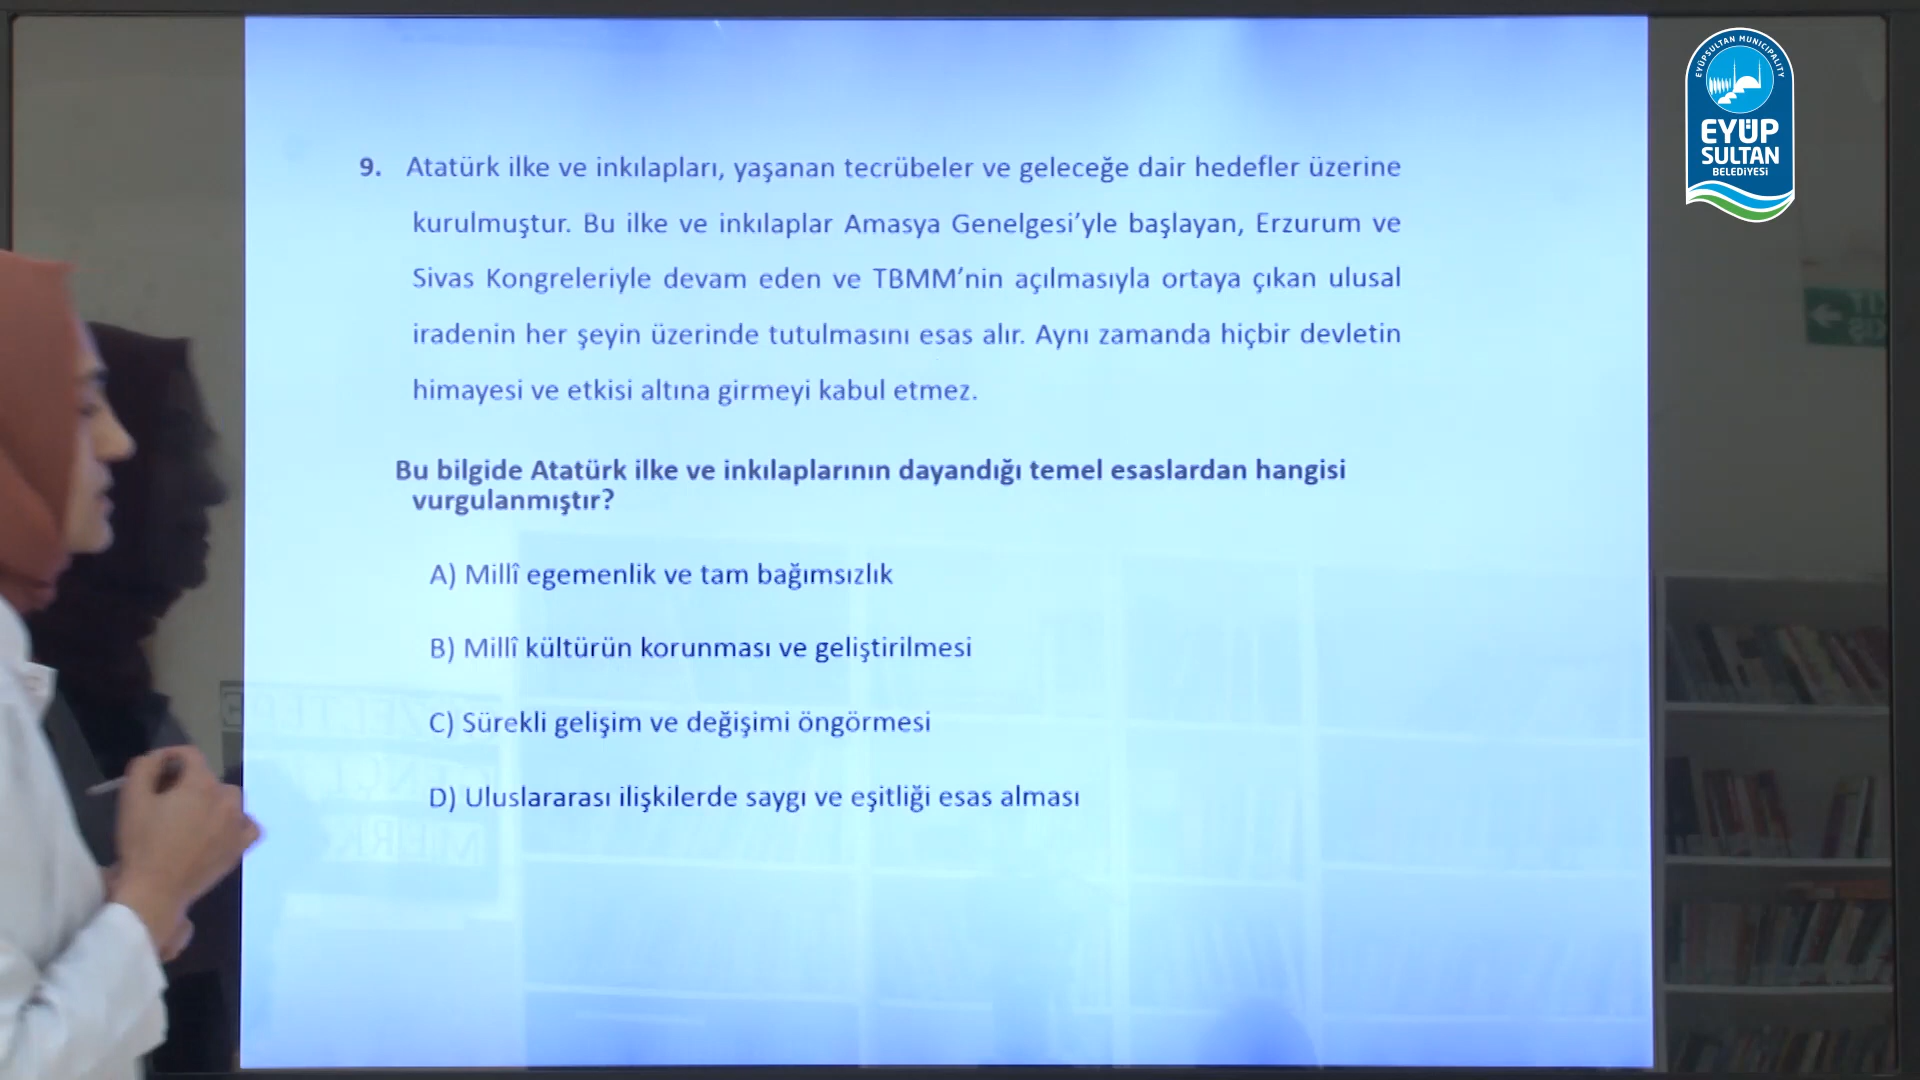 EYÜPSULTAN MUNICIPALITY
EYÜP
SULTAN
BELEDİYESİ
9. Atatürk ilke ve inkılapları, yaşanan tecrübeler ve geleceğe dair hedefler üzerine
kurulmuştur. Bu ilke ve inkılaplar Amasya Genelgesi’yle başlayan, Erzurum ve
Sivas Kongreleriyle devam eden ve TBMM’nin açılmasıyla ortaya çıkan ulusal
iradenin her şeyin üzerinde tutulmasını esas alır. Aynı zamanda hiçbir devletin
himayesi ve etkisi altına girmeyi kabul etmez.
Bu bilgide Atatürk ilke ve inkılaplarının dayandığı temel esaslardan hangisi
vurgulanmıştır?
A) Millî egemenlik ve tam bağımsızlık
B) Millî kültürün korunması ve geliştirilmesi
C) Sürekli gelişim ve değişimi öngörmesi
D) Uluslararası ilişkilerde saygı ve eşitliği esas alması